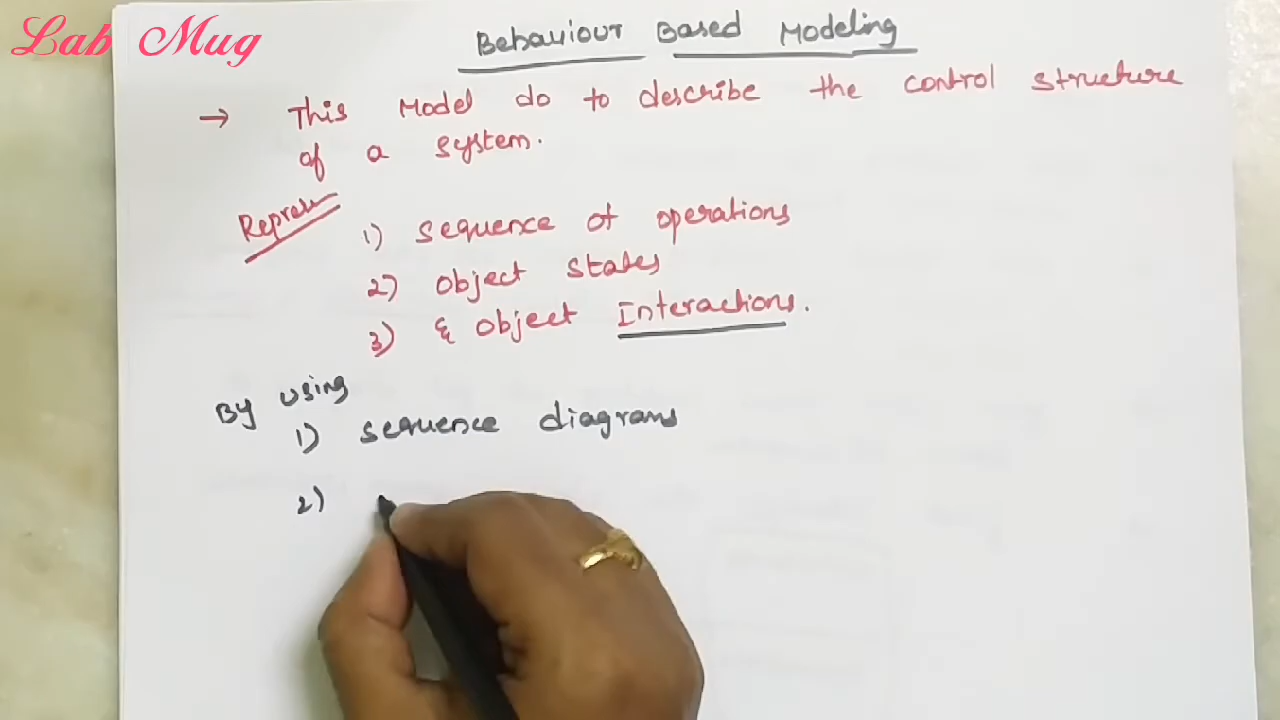 Lab Mug
Behaviour Based Modeling
→ This Model do to describe the control structure
of a system.
Represe
1) sequence of operations
2) object states
3) & object Interactions.
By using
1) sequence diagrams
2)